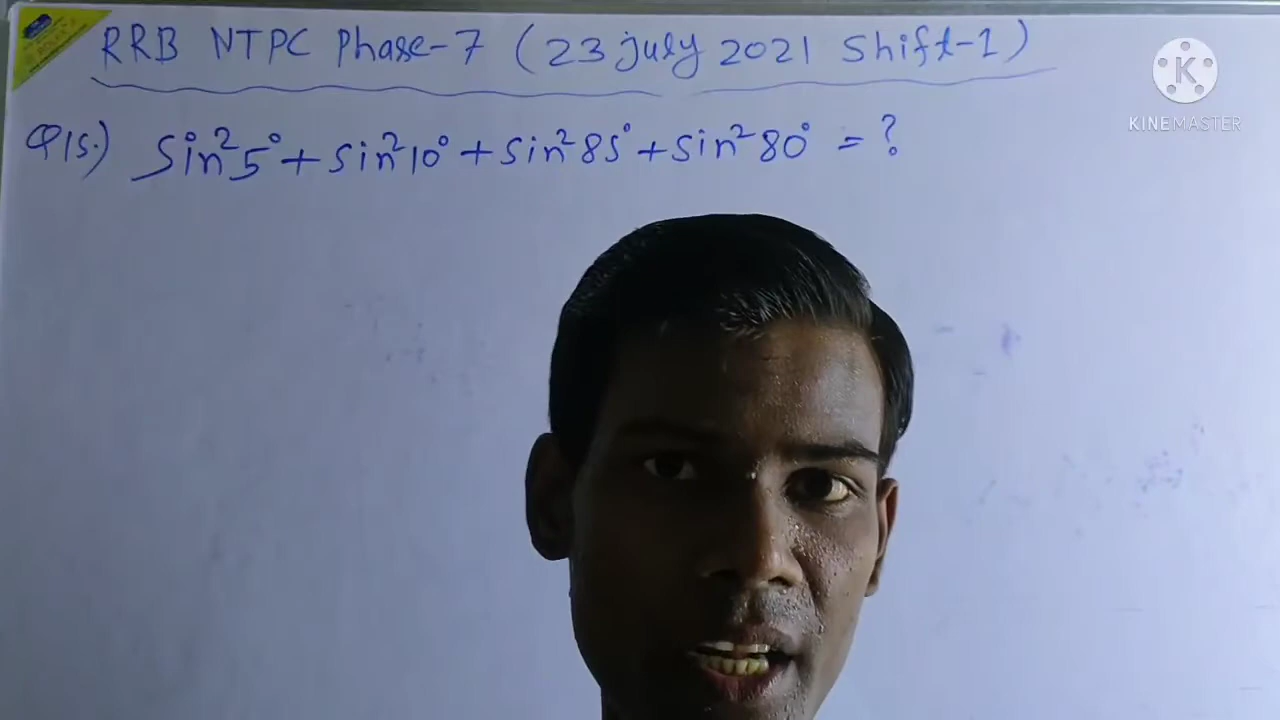 RRB NTPC Phase-7 (23 july 2021 Shift-1)
Q15.) Sin²5° + sin²10° + sin²85° + sin²80° = ?
K
KINEMASTER